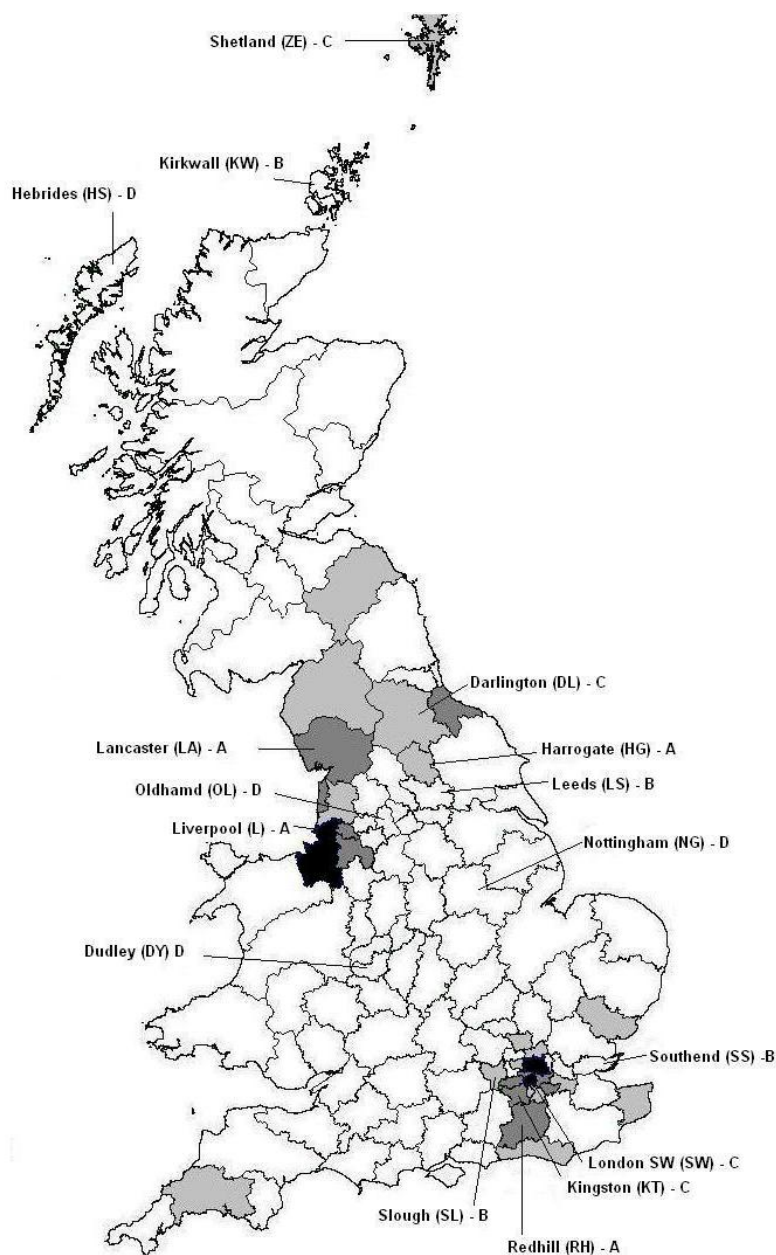 Shetland (ZE) - C
Kirkwall (KW) - B
Hebrides (HS) - D
Darlington (DL) - C
Lancaster (LA) - A
Harrogate (HG) - A
Oldhamd (OL) - D
Leeds (LS) - B
Liverpool (L) - A
Nottingham (NG) - D
Dudley (DY) D
Southend (SS) -B
London SW (SW) - C
Kingston (KT) - C
Slough (SL) - B
Redhill (RH) - A